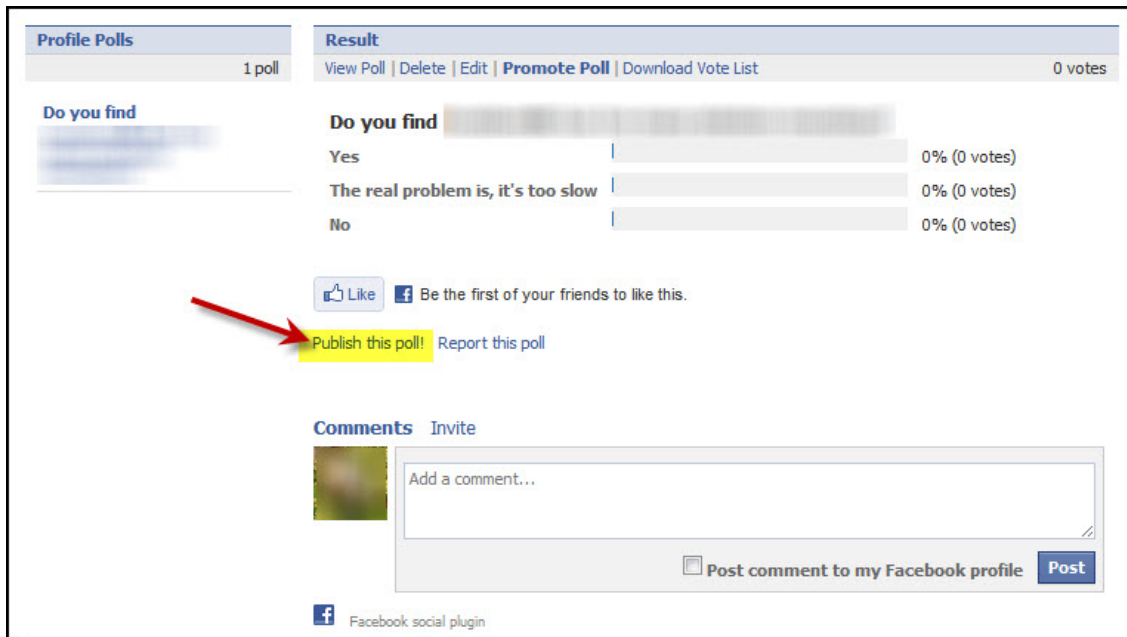 Profile Polls
1 poll
Do you find
Result
View Poll | Delete | Edit | Promote Poll | Download Vote List 0 votes
Do you find
Yes 0% (0 votes)
The real problem is, it's too slow 0% (0 votes)
No 0% (0 votes)
Like Be the first of your friends to like this.
Publish this poll! Report this poll
Comments Invite
Add a comment...
Post comment to my Facebook profile Post
Facebook social plugin